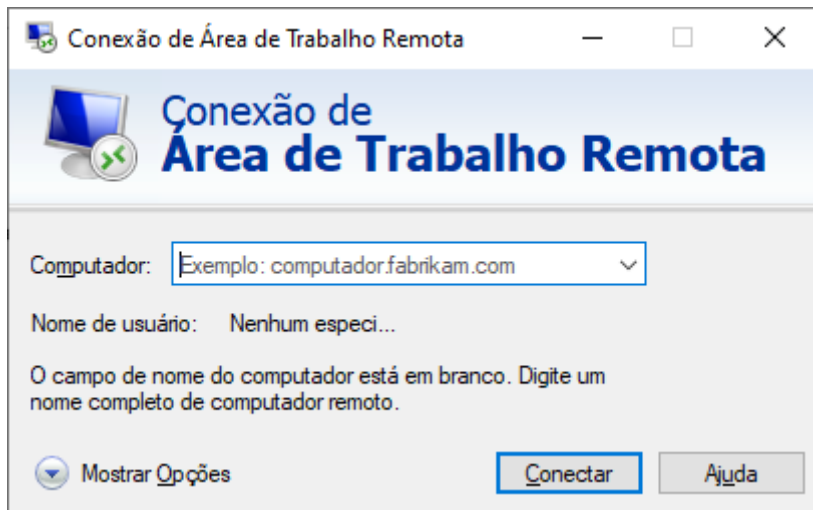 Conexão de Área de Trabalho Remota
Conexão de
Área de Trabalho Remota
Computador: Exemplo: computador.fabrikam.com
Nome de usuário: Nenhum especi...
O campo de nome do computador está em branco. Digite um
nome completo de computador remoto.
Mostrar Opções Conectar Ajuda